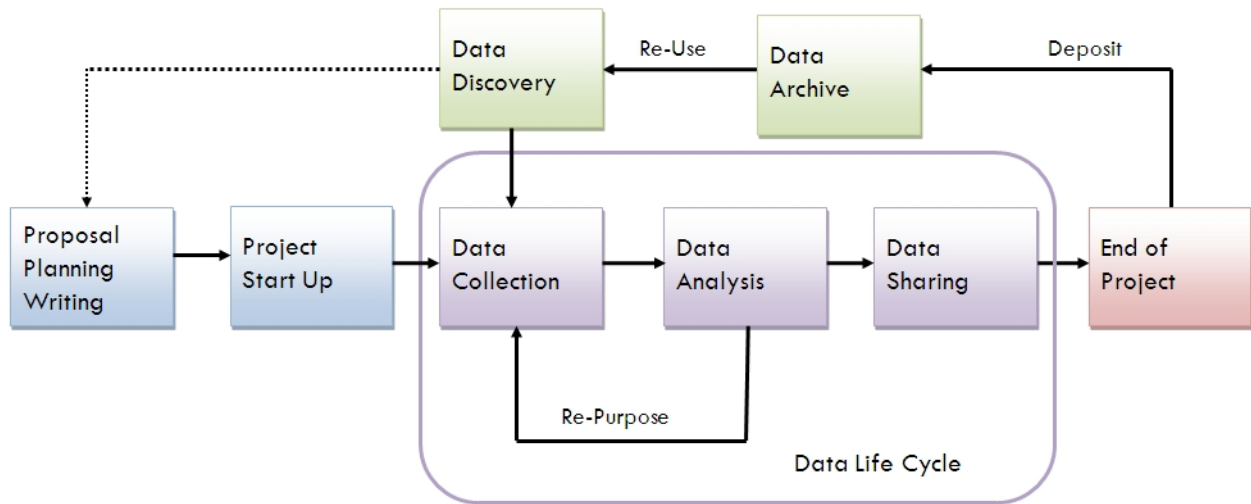 Data
Discovery
Re-Use
Data
Archive
Deposit
Proposal
Planning
Writing
Project
Start Up
Data
Collection
Data
Analysis
Data
Sharing
End of
Project
Re-Purpose
Data Life Cycle